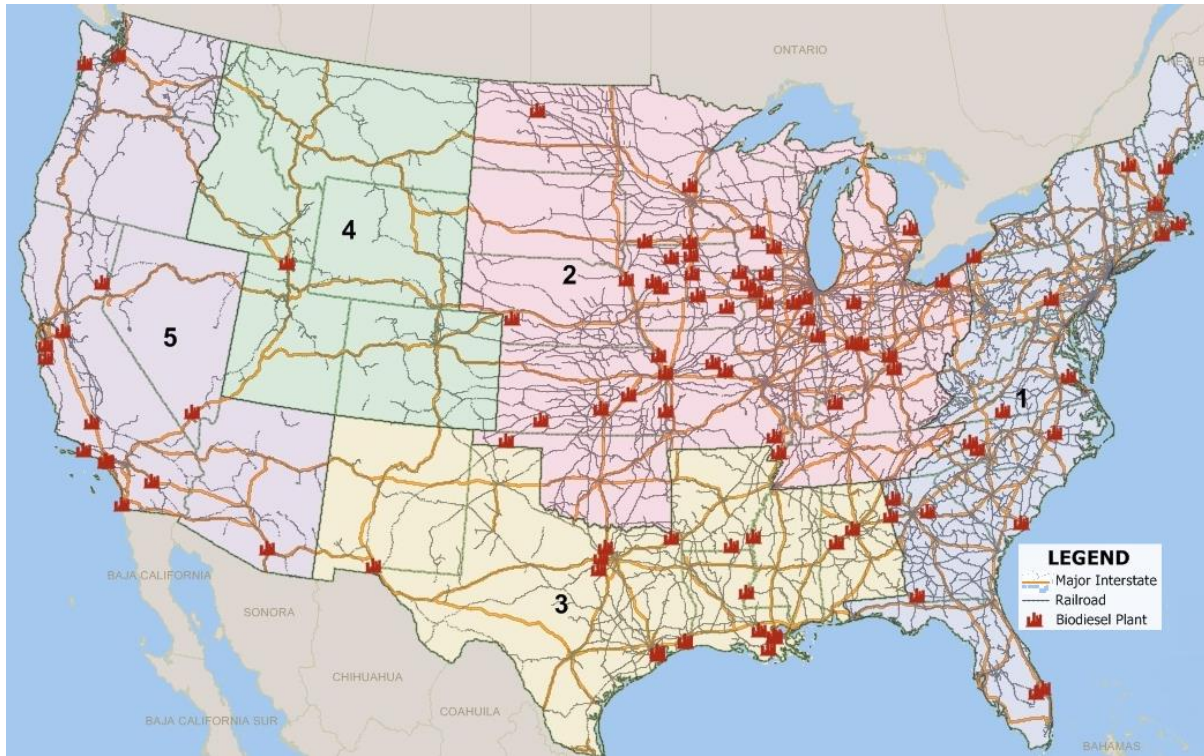 ONTARIO
NEW B
4
2
5
1
3
LEGEND
Major Interstate
Railroad
Biodiesel Plant
BAJA CALIFORNIA
SONORA
CHIHUAHUA
COAHUILA
BAJA CALIFORNIA SUR
BAHAMAS